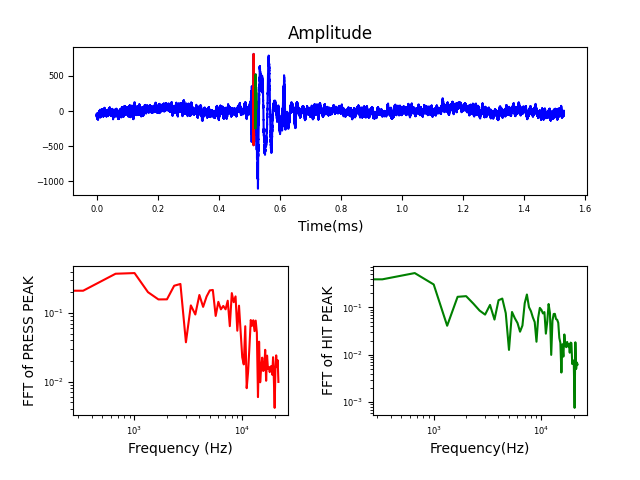 Amplitude
500
0
−500
−1000
0.0 0.2 0.4 0.6 0.8 1.0 1.2 1.4 1.6
Time(ms)
FFT of PRESS PEAK
10⁻¹
10⁻²
10³ 10⁴
Frequency (Hz)
FFT of HIT PEAK
10⁻¹
10⁻²
10⁻³
10³ 10⁴
Frequency(Hz)